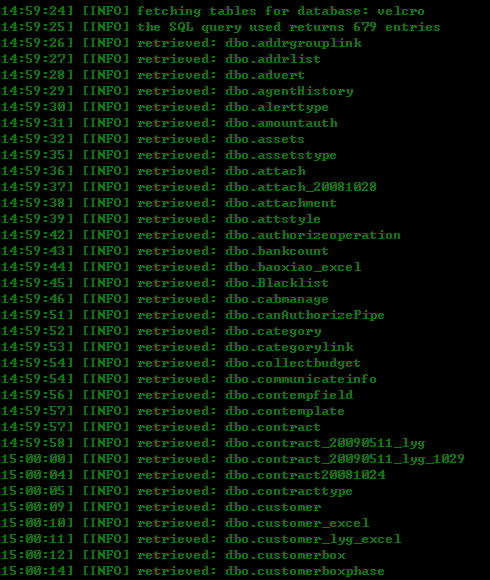 14:59:24] [INFO] fetching tables for database: velcro
14:59:25] [INFO] the SQL query used returns 679 entries
14:59:26] [INFO] retrieved: dbo.addrgrouplink
14:59:27] [INFO] retrieved: dbo.addrlist
14:59:28] [INFO] retrieved: dbo.advert
14:59:29] [INFO] retrieved: dbo.agentHistory
14:59:30] [INFO] retrieved: dbo.alerttype
14:59:31] [INFO] retrieved: dbo.amountauth
14:59:32] [INFO] retrieved: dbo.assets
14:59:35] [INFO] retrieved: dbo.assetstype
14:59:36] [INFO] retrieved: dbo.attach
14:59:37] [INFO] retrieved: dbo.attach_20081028
14:59:38] [INFO] retrieved: dbo.attachment
14:59:39] [INFO] retrieved: dbo.attstyle
14:59:42] [INFO] retrieved: dbo.authorizeoperation
14:59:43] [INFO] retrieved: dbo.bankcount
14:59:44] [INFO] retrieved: dbo.baoxiao_excel
14:59:45] [INFO] retrieved: dbo.Blacklist
14:59:46] [INFO] retrieved: dbo.cabmanage
14:59:51] [INFO] retrieved: dbo.canAuthorizePipe
14:59:52] [INFO] retrieved: dbo.category
14:59:53] [INFO] retrieved: dbo.categorylink
14:59:54] [INFO] retrieved: dbo.collectbudget
14:59:54] [INFO] retrieved: dbo.communicateinfo
14:59:56] [INFO] retrieved: dbo.contempfield
14:59:57] [INFO] retrieved: dbo.contemplate
14:59:57] [INFO] retrieved: dbo.contract
14:59:58] [INFO] retrieved: dbo.contract_20090511_lyg
15:00:00] [INFO] retrieved: dbo.contract_20090511_lyg_1029
15:00:04] [INFO] retrieved: dbo.contract20081024
15:00:05] [INFO] retrieved: dbo.contracttype
15:00:09] [INFO] retrieved: dbo.customer
15:00:10] [INFO] retrieved: dbo.customer_excel
15:00:11] [INFO] retrieved: dbo.customer_lyg_excel
15:00:12] [INFO] retrieved: dbo.customerbox
15:00:14] [INFO] retrieved: dbo.customerboxphase